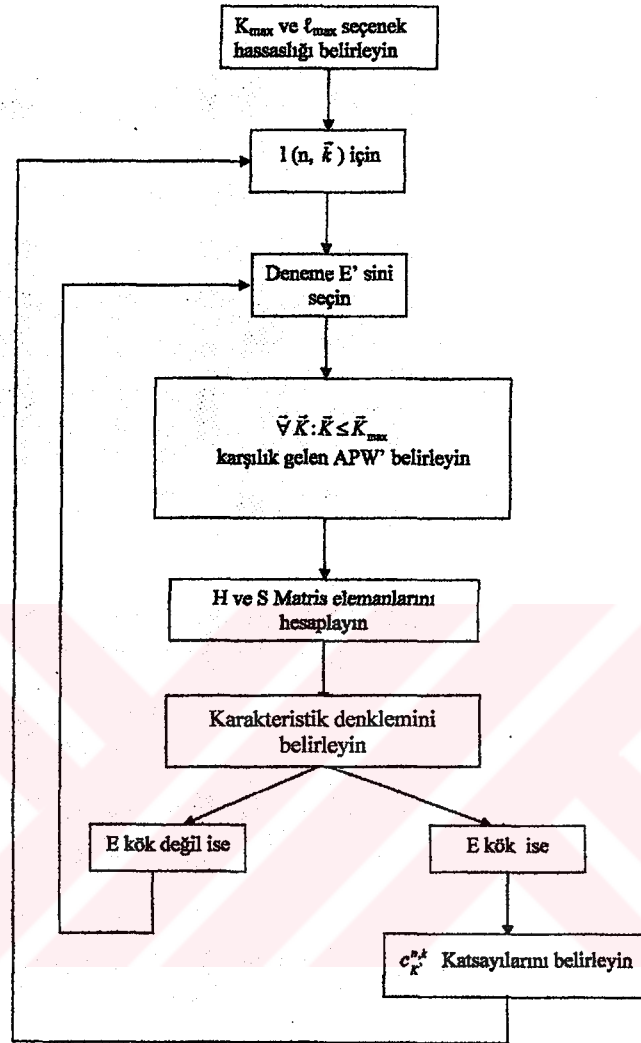 K_max ve ℓ_max seçenek
hassaslığı belirleyin
1 (n, k⃗ ) için
Deneme E' sini
seçin
∀⃗ K⃗ : K⃗ ≤ K⃗_max
karşılık gelen APW' belirleyin
H ve S Matris elemanlarını
hesaplayın
Karakteristik denklemini
belirleyin
E kök değil ise
E kök ise
c_K^{n,k} Katsayılarını belirleyin